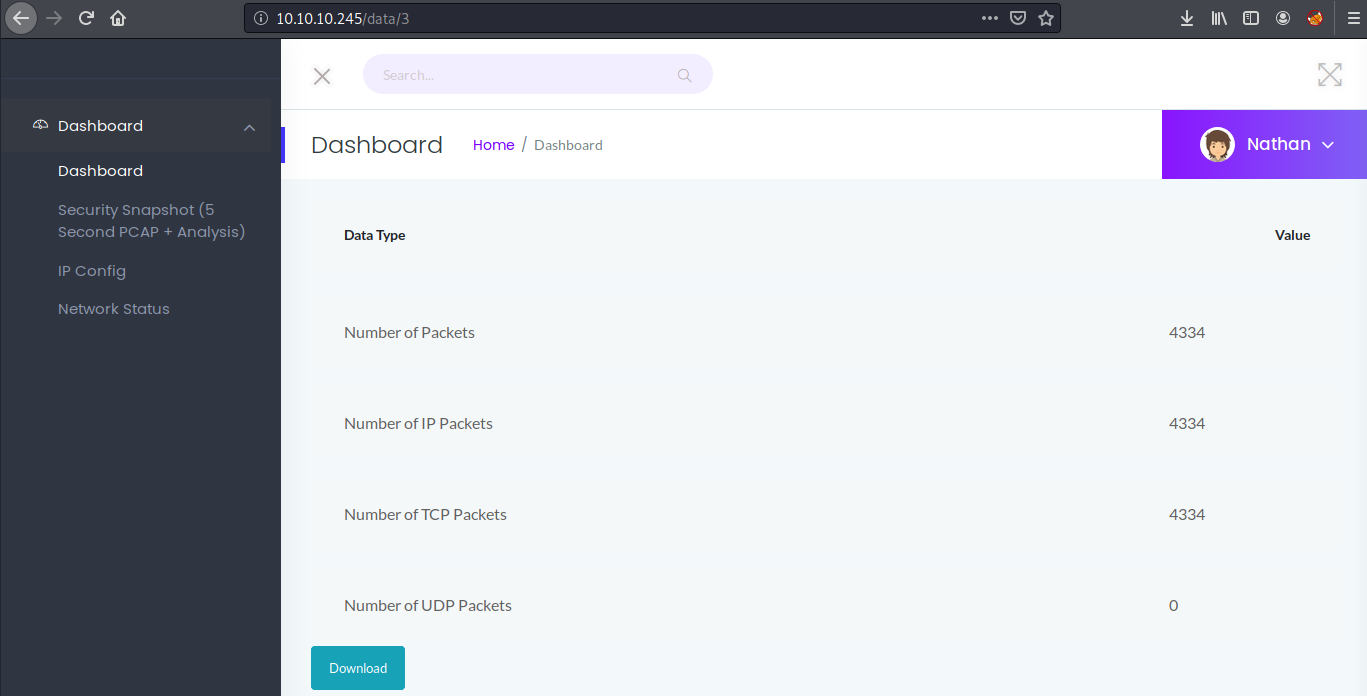 10.10.10.245/data/3
Search...
Dashboard
Dashboard
Security Snapshot (5
Second PCAP + Analysis)
IP Config
Network Status
Dashboard
Home / Dashboard
Nathan
Data Type Value
Number of Packets 4334
Number of IP Packets 4334
Number of TCP Packets 4334
Number of UDP Packets 0
Download